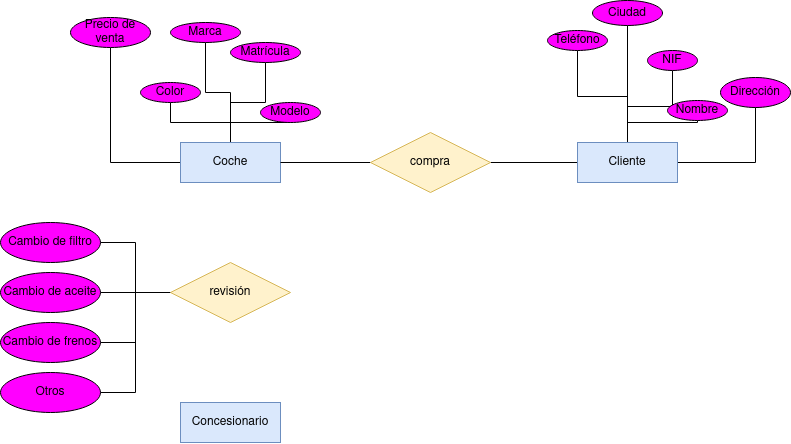 Ciudad
Precio de
venta
Marca
Teléfono
Matrícula
NIF
Color
Dirección
Modelo
Nombre
Coche
compra
Cliente
Cambio de filtro
Cambio de aceite
revisión
Cambio de frenos
Otros
Concesionario